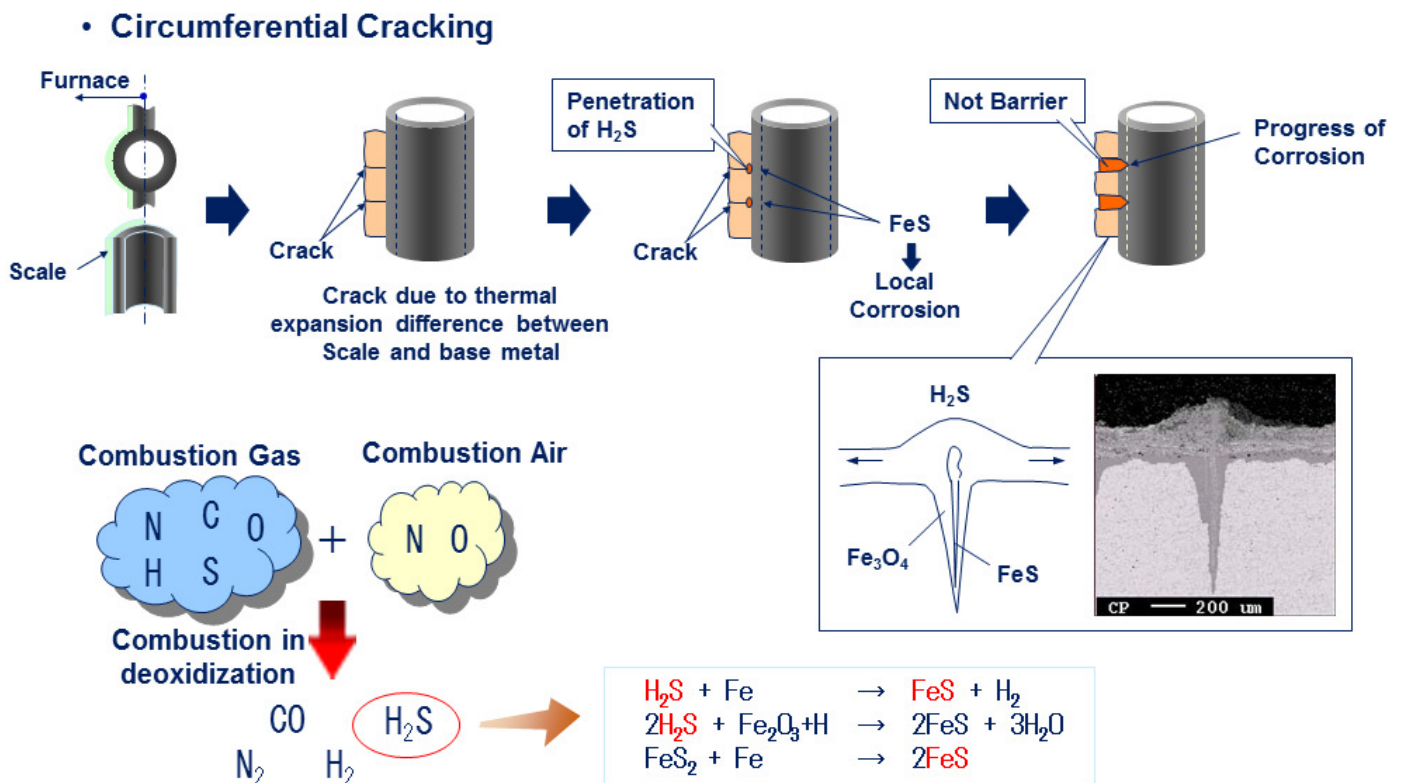 • Circumferential Cracking
Furnace
Scale
Crack
Crack due to thermal
expansion difference between
Scale and base metal
Penetration
of H₂S
Crack
FeS
Local
Corrosion
Not Barrier
Progress of
Corrosion
H₂S
Fe₃O₄
FeS
CP 200 um
Combustion Gas
N C O
H S
+
Combustion Air
N O
Combustion in
deoxidization
CO
H₂S
N₂ H₂
H₂S + Fe → FeS + H₂
2H₂S + Fe₂O₃+H → 2FeS + 3H₂O
FeS₂ + Fe → 2FeS